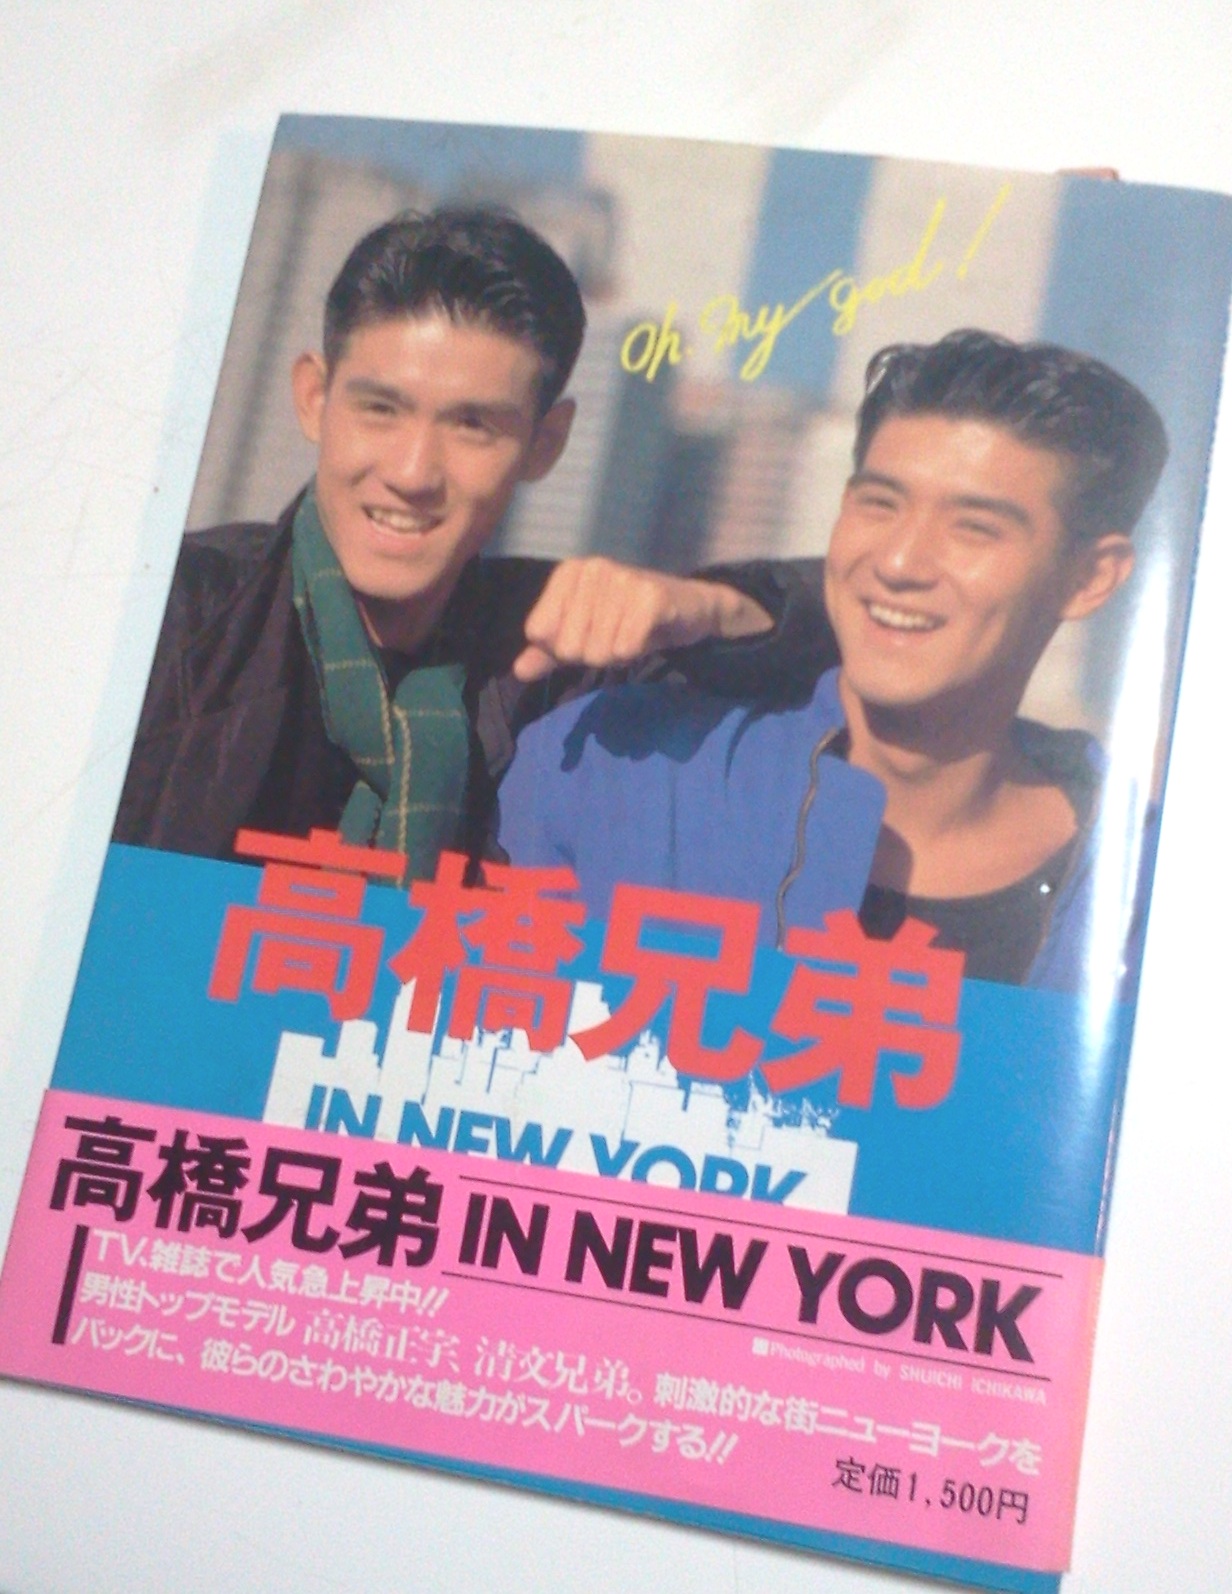 Oh. My god!
高橋兄弟
IN NEW YORK
高橋兄弟 IN NEW YORK
Photographed by SHUICHI ICHIKAWA
TV、雑誌で人気急上昇中!!
男性トップモデル 高橋正宇、清文兄弟。刺激的な街ニューヨークを
バックに、彼らのさわやかな魅力がスパークする!!
定価1,500円